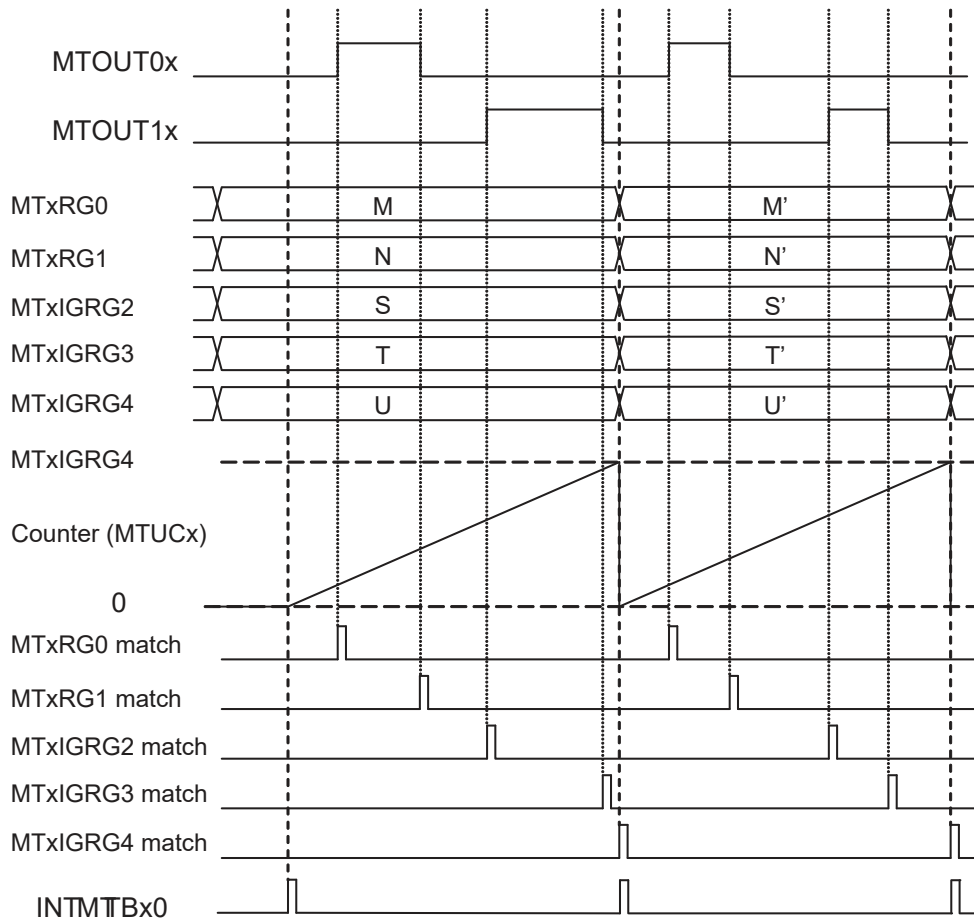 MTOUT0x
MTOUT1x
MTxRG0 M M’
MTxRG1 N N’
MTxIGRG2 S S’
MTxIGRG3 T T’
MTxIGRG4 U U’
MTxIGRG4
Counter (MTUCx)
0
MTxRG0 match
MTxRG1 match
MTxIGRG2 match
MTxIGRG3 match
MTxIGRG4 match
INTMTTBx0